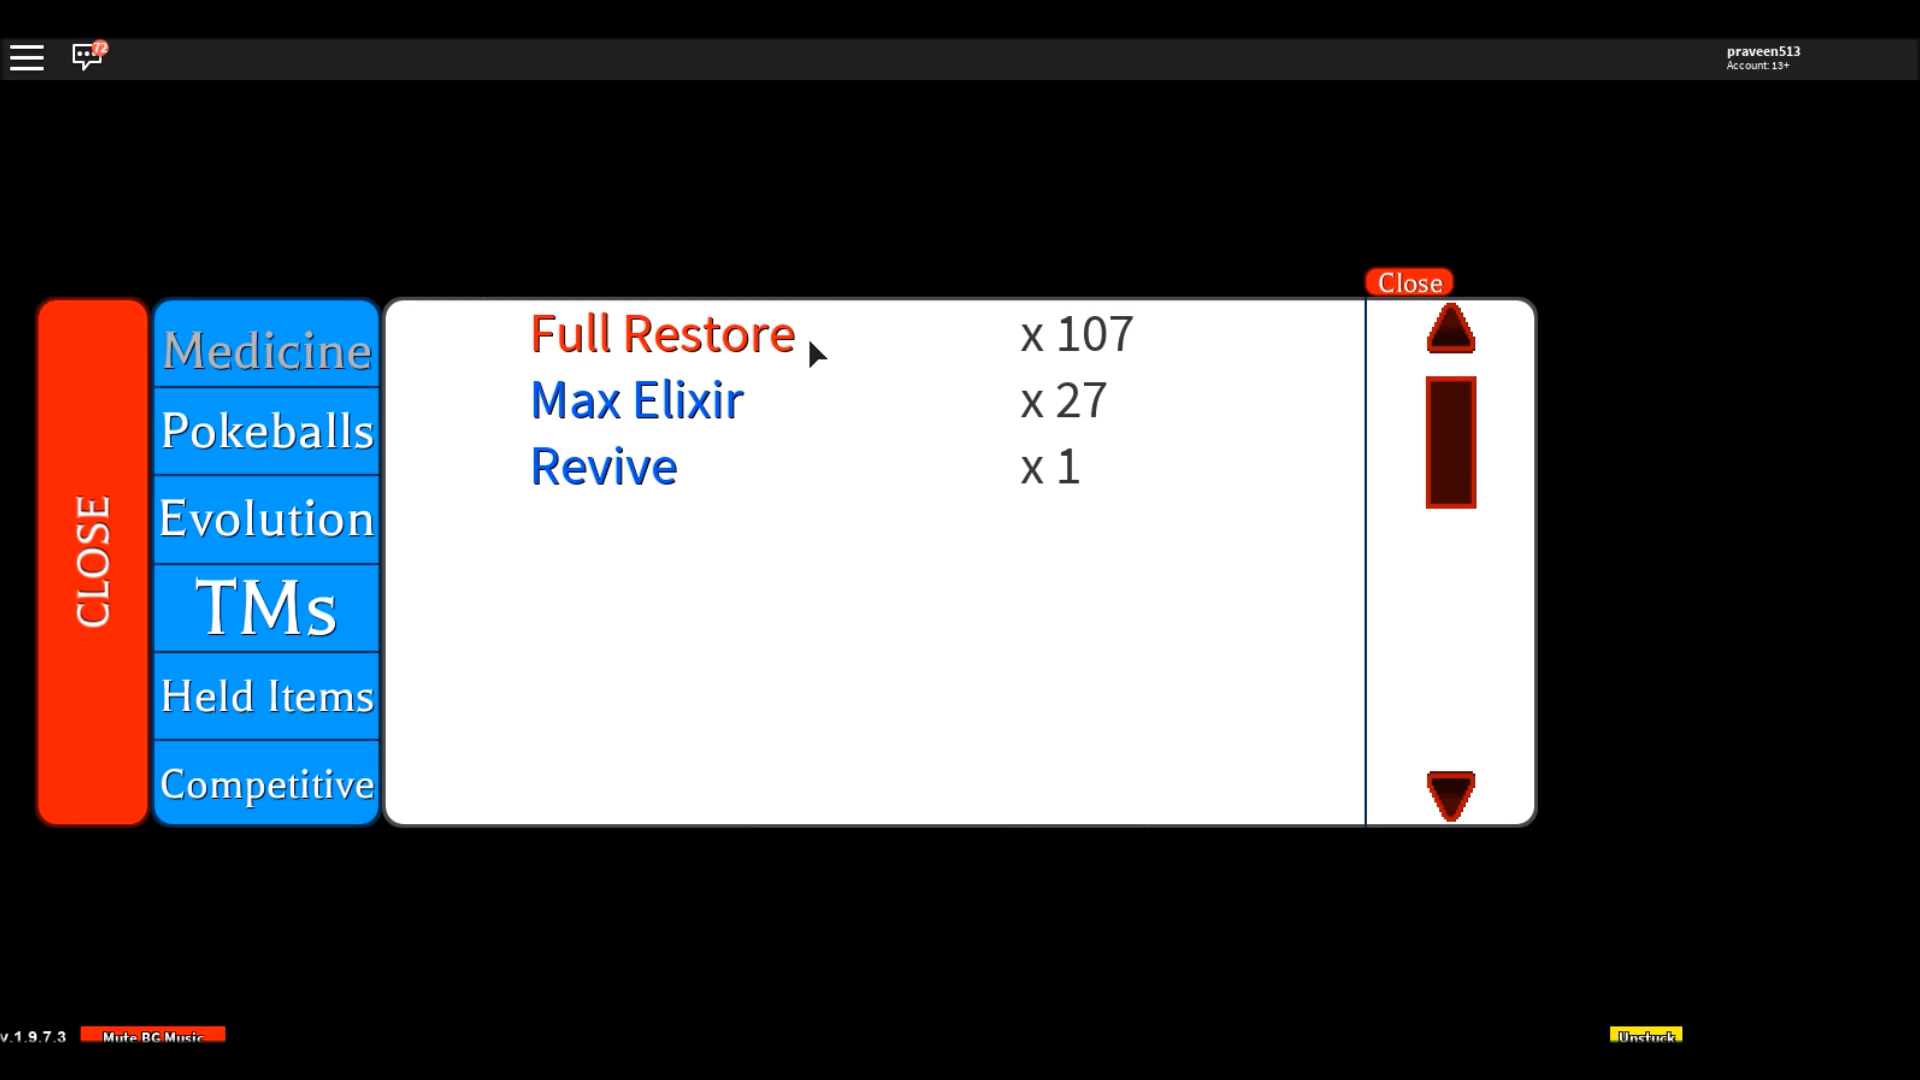 72
praveen513
Account: 13+
Close
CLOSE
Medicine
Pokeballs
Evolution
TMs
Held Items
Competitive
Full Restore x 107
Max Elixir x 27
Revive x 1
v.1.9.7.3
Mute BG Music
Unstuck